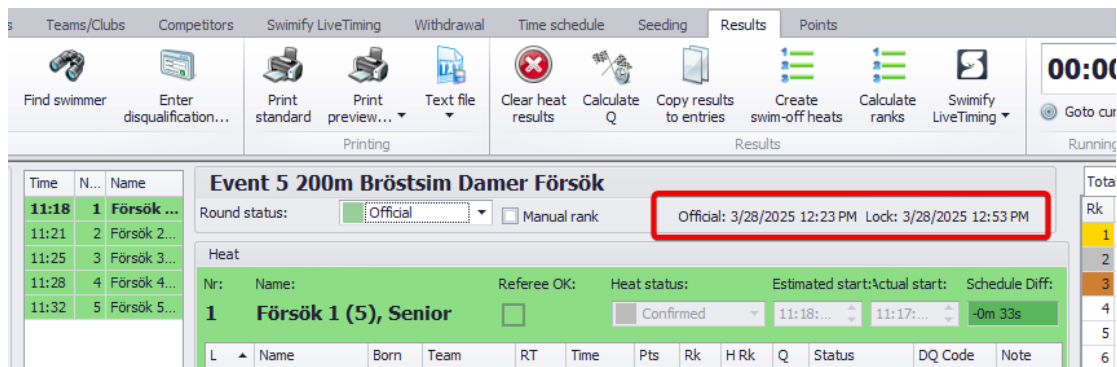 s Teams/Clubs Competitors Swimify LiveTiming Withdrawal Time schedule Seeding Results Points
Find swimmer
Enter disqualification...
Print standard
Print preview...
Text file
Clear heat results
Calculate Q
Copy results to entries
Create swim-off heats
Calculate ranks
Swimify LiveTiming
00:00
Goto cur
Printing Results Running
Time N... Name
11:18 1 Försök ...
11:21 2 Försök 2...
11:25 3 Försök 3...
11:28 4 Försök 4...
11:32 5 Försök 5...
Event 5 200m Bröstsim Damer Försök
Round status: Official Manual rank Official: 3/28/2025 12:23 PM Lock: 3/28/2025 12:53 PM
Heat
Nr: Name: Referee OK: Heat status: Estimated start: Actual start: Schedule Diff:
1 Försök 1 (5), Senior Confirmed 11:18:... 11:17:... -0m 33s
L Name Born Team RT Time Pts Rk H Rk Q Status DQ Code Note
Tota
Rk
1
2
3
4
5
6